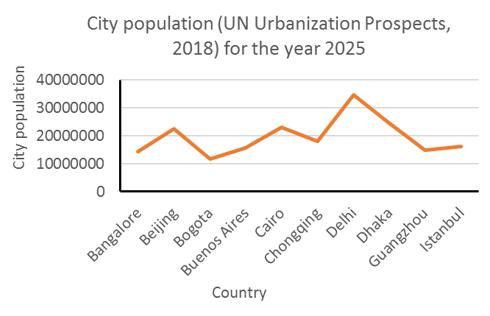 City population (UN Urbanization Prospects,
2018) for the year 2025
City population
40000000
30000000
20000000
10000000
0
Bangalore
Beijing
Bogota
Buenos Aires
Cairo
Chongqing
Delhi
Dhaka
Guangzhou
Istanbul
Country